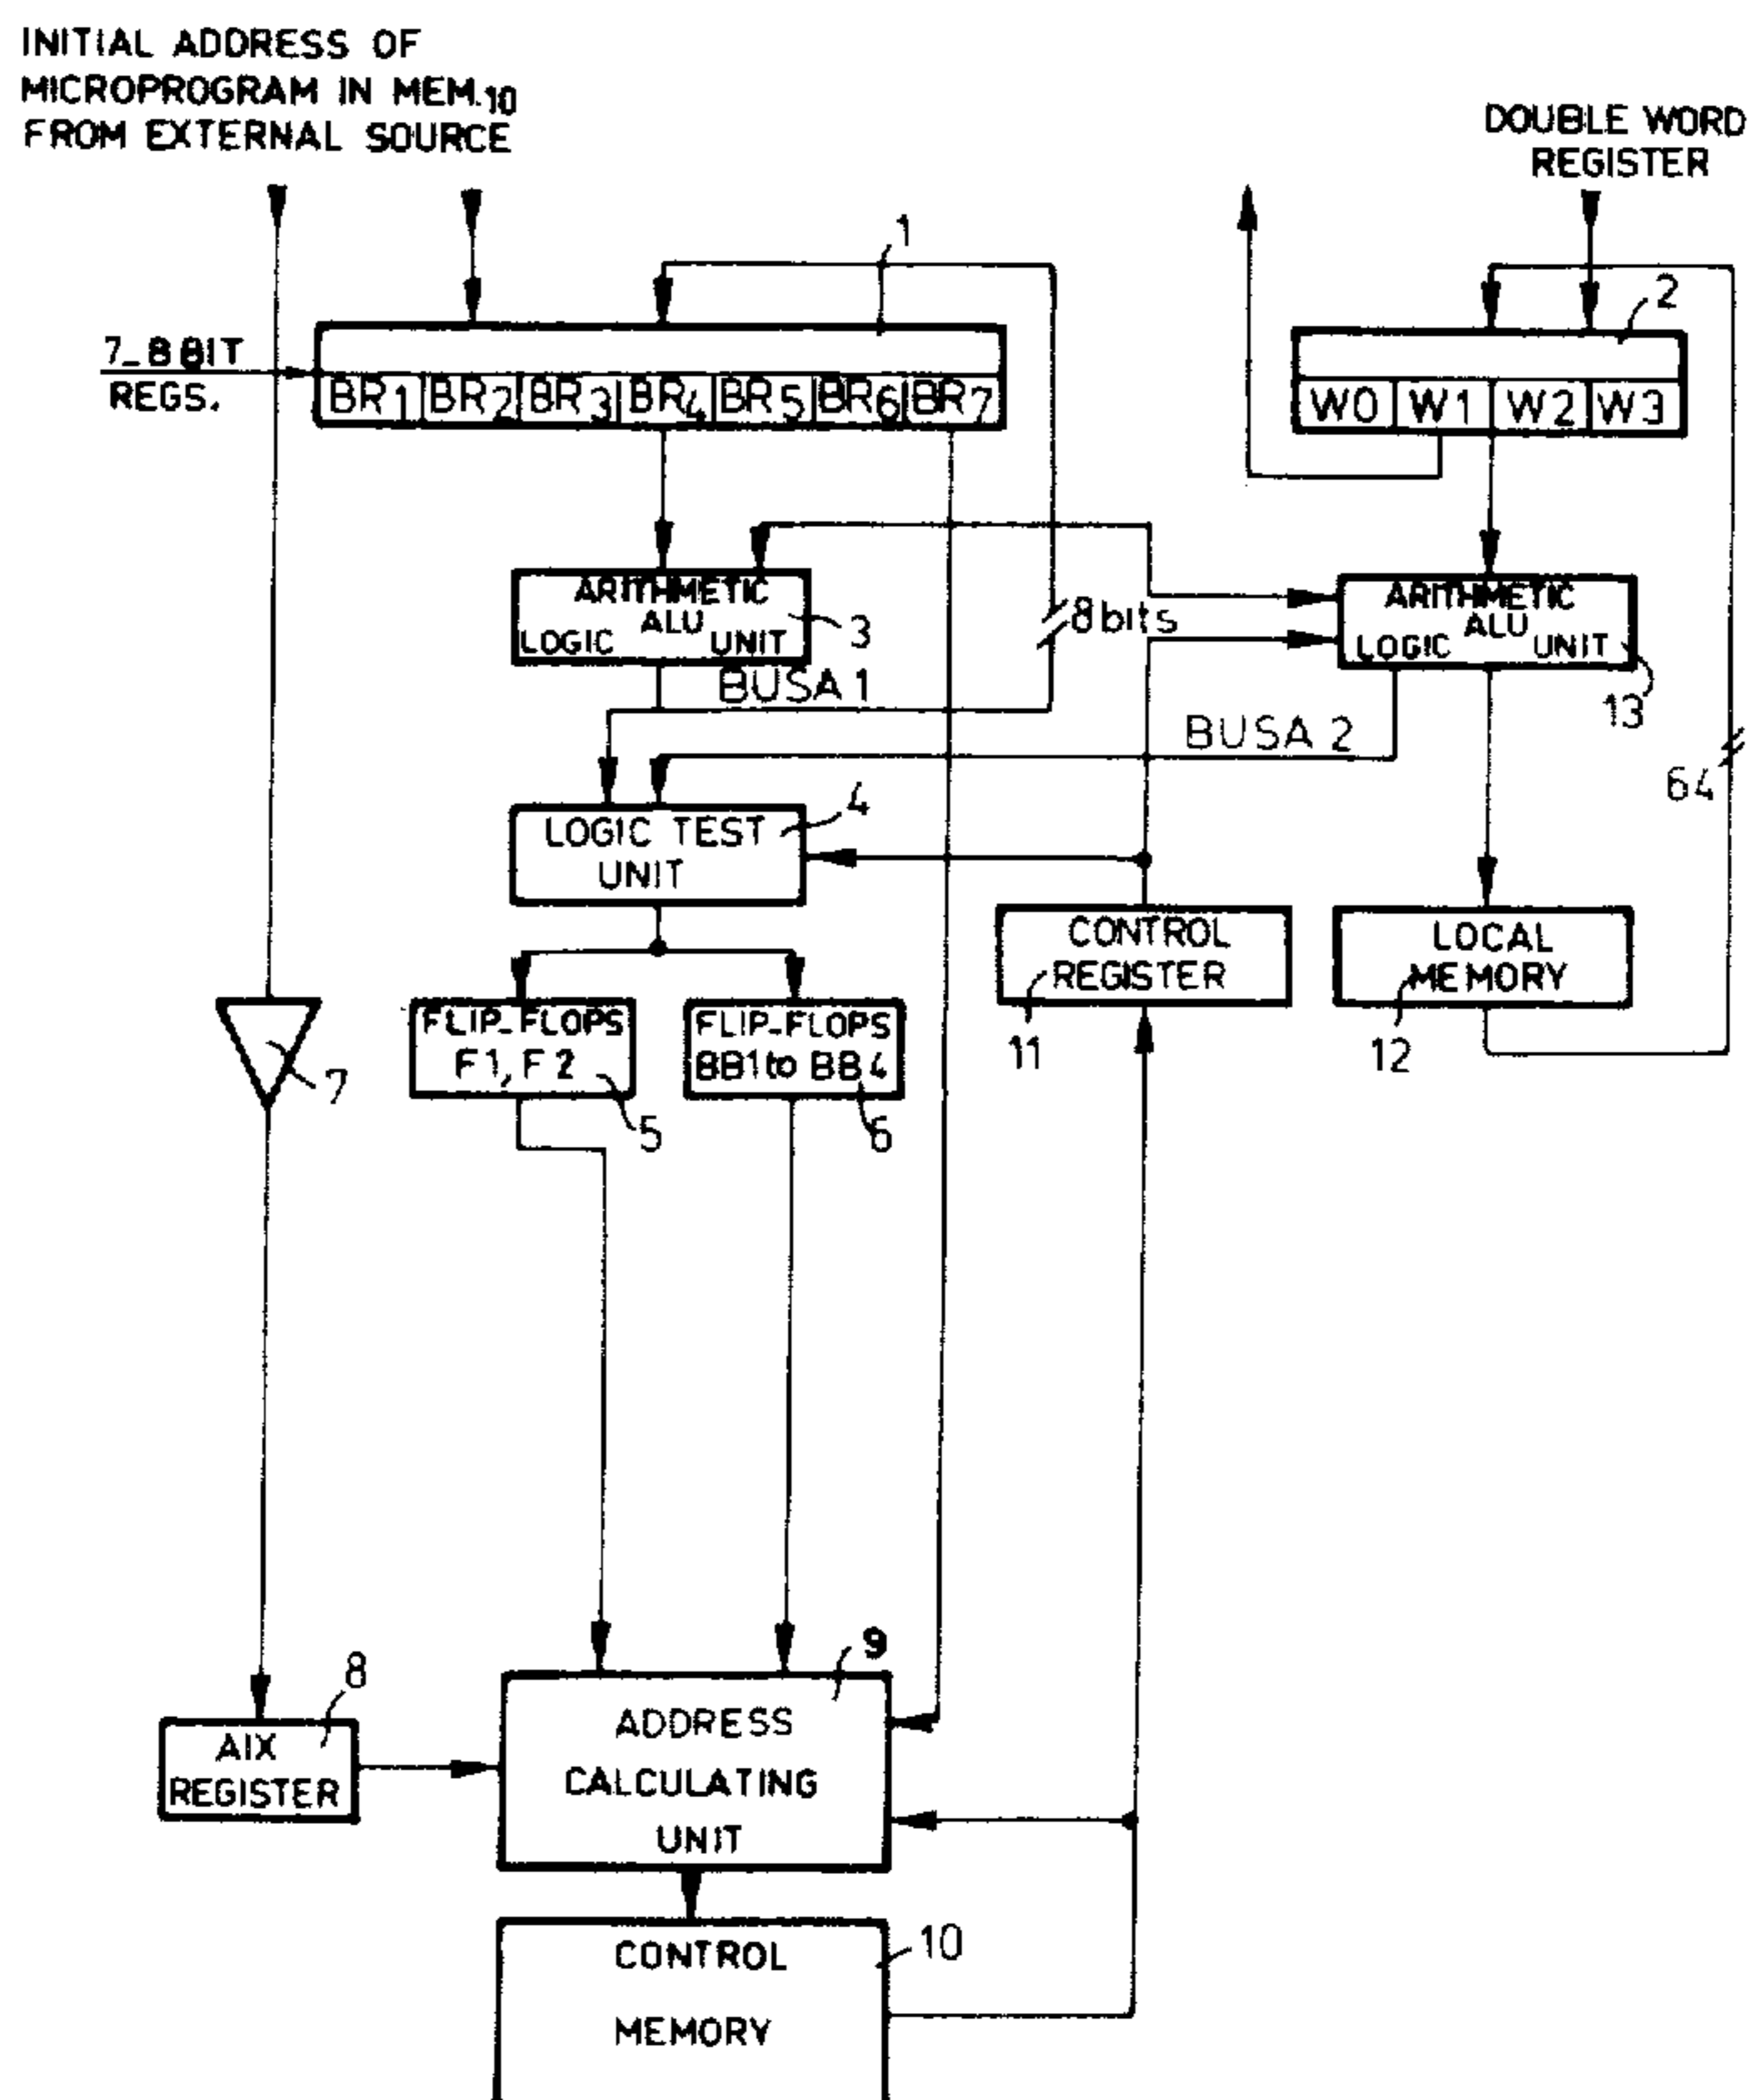 INITIAL ADDRESS OF
MICROPROGRAM IN MEM.10
FROM EXTERNAL SOURCE
DOUBLE WORD
REGISTER
1
2
7_8 BIT
REGS.
BR1 BR2 BR3 BR4 BR5 BR6 BR7
W0 W1 W2 W3
ARITHMETIC
ALU
LOGIC UNIT
3
8 bits
ARITHMETIC
ALU
LOGIC UNIT
13
BUSA 1
BUSA 2
64
LOGIC TEST
UNIT
4
CONTROL
REGISTER
11
LOCAL
MEMORY
12
FLIP_FLOPS
F1, F2
5
FLIP-FLOPS
BB1 to BB4
6
7
8
AIX
REGISTER
9
ADDRESS
CALCULATING
UNIT
10
CONTROL
MEMORY